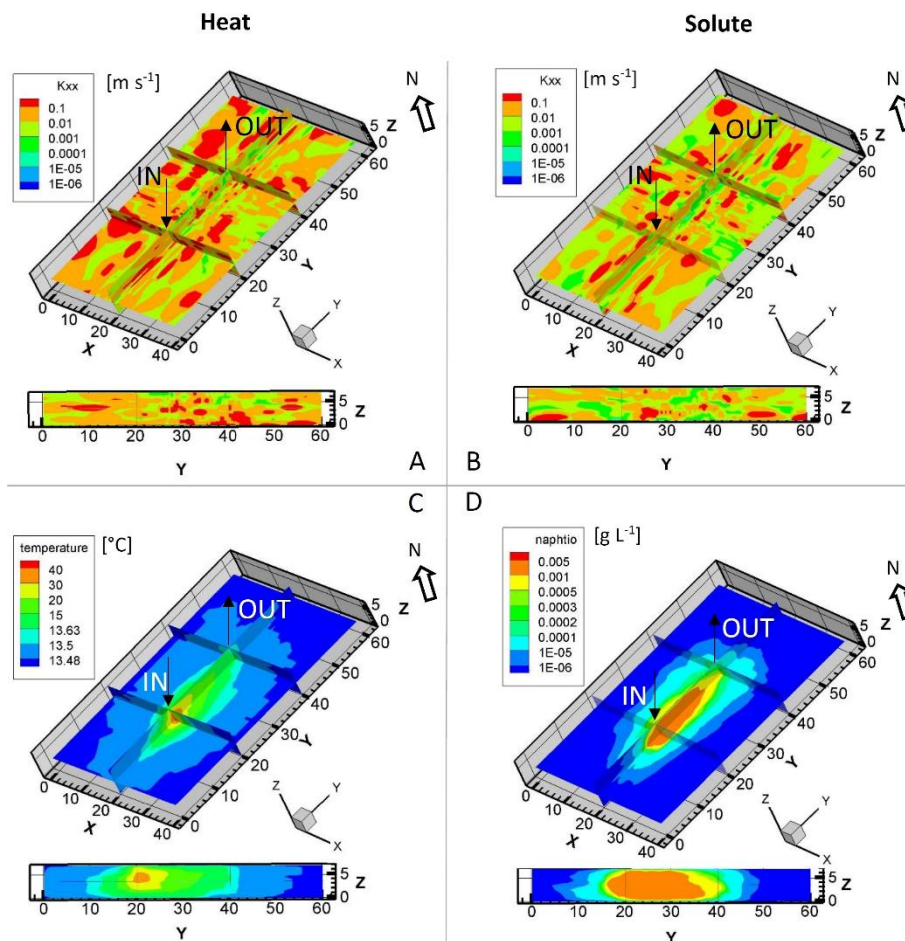 Heat
Solute
Kxx [m s⁻¹]
0.1
0.01
0.001
0.0001
1E-05
1E-06
N
IN
OUT
5 Z
0
60
50
40
30
Y
20
10
0
0 10 20 30 40
X
Z
Y
X
5 Z
0
0 10 20 30 40 50 60
Y
A
Kxx [m s⁻¹]
0.1
0.01
0.001
0.0001
1E-05
1E-06
N
IN
OUT
5 Z
0
60
50
40
30
Y
20
10
0
0 10 20 30 40
X
Z
Y
X
5 Z
0
0 10 20 30 40 50 60
Y
B
C
temperature [°C]
40
30
20
15
13.63
13.5
13.48
N
IN
OUT
5 Z
0
60
50
40
30
Y
20
10
0
0 10 20 30 40
X
Z
Y
X
5 Z
0
0 10 20 30 40 50 60
Y
D
naphtio [g L⁻¹]
0.005
0.001
0.0005
0.0003
0.0002
0.0001
1E-05
1E-06
N
IN
OUT
5 Z
0
60
50
40
30
Y
20
10
0
0 10 20 30 40
X
Z
Y
X
5 Z
0
0 10 20 30 40 50 60
Y